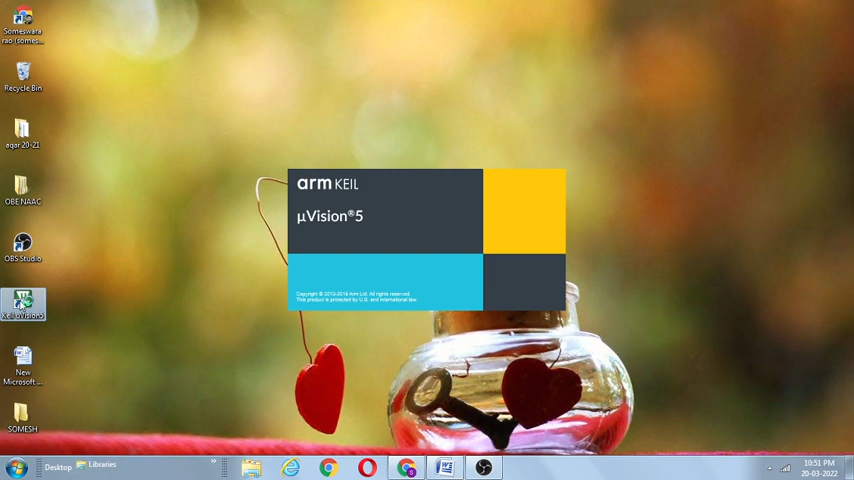 Someswara
rao (somes...
Recycle Bin
aqar 20-21
OBE NAAC
OBS Studio
Keil uVision5
New
Microsoft ...
SOMESH
arm KEIL
µVision®5
Copyright © 2013-2018 Arm Ltd. All rights reserved.
This product is protected by U.S. and international law.
Desktop
Libraries
»
10:51 PM
20-03-2022